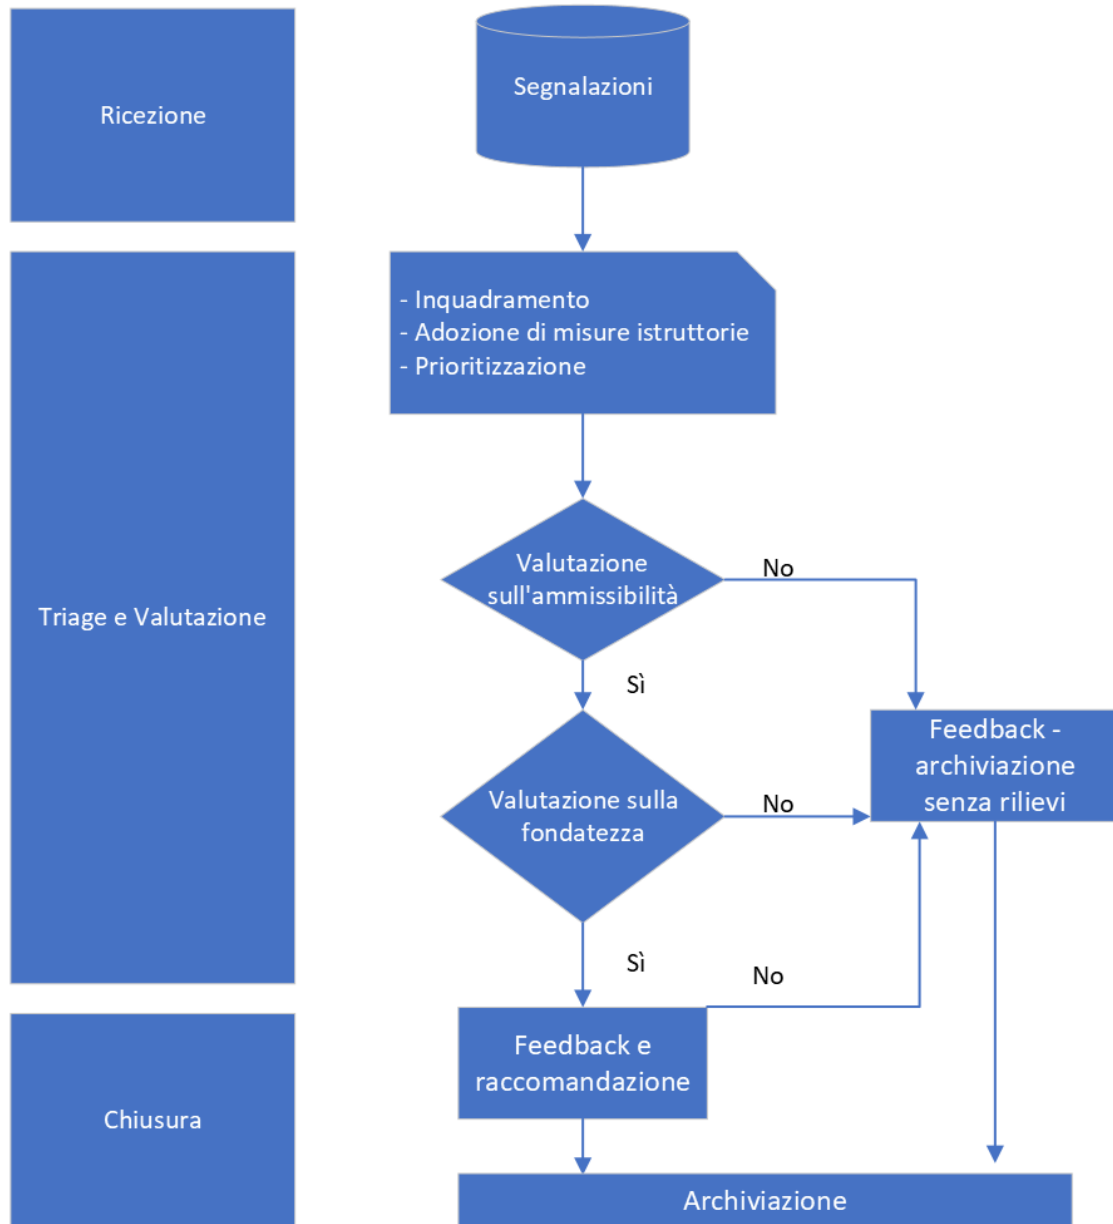 Ricezione
Segnalazioni
- Inquadramento
- Adozione di misure istruttorie
- Prioritizzazione
Triage e Valutazione
Valutazione
sull'ammissibilità
No
Sì
Feedback -
archiviazione
senza rilievi
Valutazione sulla
fondatezza
No
Sì
No
Feedback e
raccomandazione
Chiusura
Archiviazione